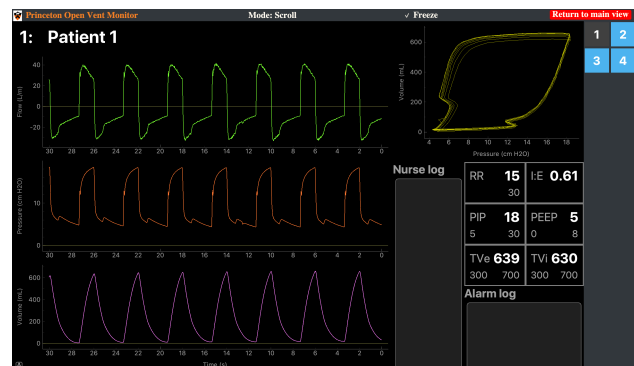 Princeton Open Vent Monitor Mode: Scroll ✓ Freeze Return to main view
1: Patient 1
1 2
3 4
Flow (L/m)
40
20
0
−20
30 28 26 24 22 20 18 16 14 12 10 8 6 4 2 0
Volume (mL)
600
400
200
0
4 6 8 10 12 14 16 18
Pressure (cm H2O)
Pressure (cm H2O)
10
0
30 28 26 24 22 20 18 16 14 12 10 8 6 4 2 0
Nurse log
RR 15 I:E 0.61
30
PIP 18 PEEP 5
5 30 0 8
TVe 639 TVi 630
300 700 300 700
Volume (mL)
600
400
200
0
30 28 26 24 22 20 18 16 14 12 10 8 6 4 2 0
Time (s)
Alarm log